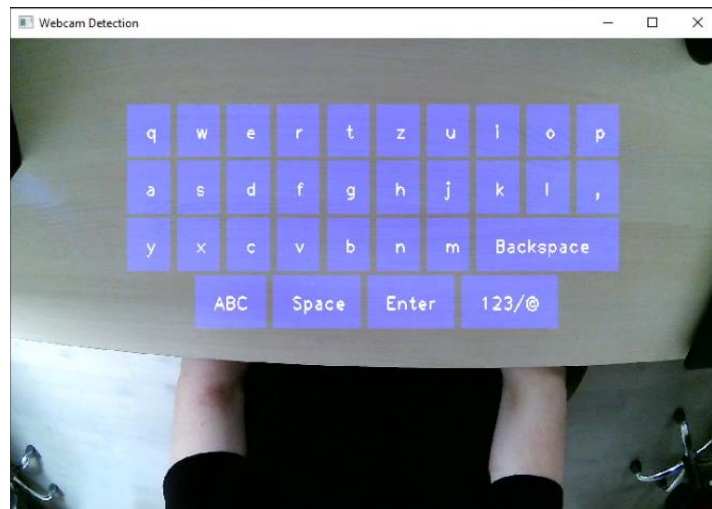 Webcam Detection
q w e r t z u i o p
a s d f g h j k l ,
y x c v b n m Backspace
ABC Space Enter 123/@